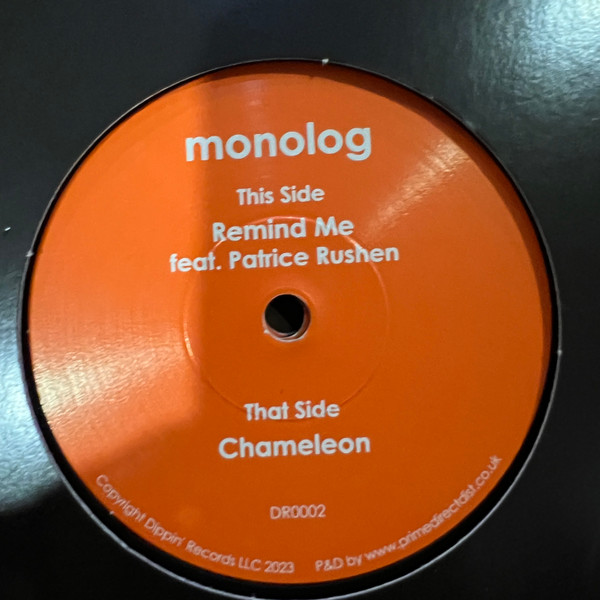 monolog
This Side
Remind Me
feat. Patrice Rushen
That Side
Chameleon
DR0002
Copyright Dippin' Records LLC 2023 P&D by www.primedirectdist.co.uk